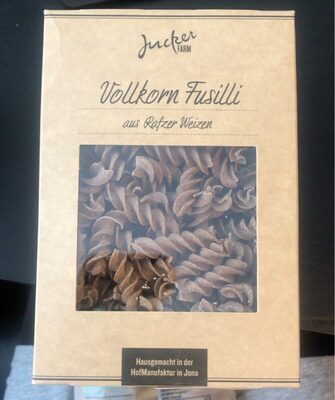 Jucker
FARM
Vollkorn Fusilli
aus Rafzer Weizen
Hausgemacht in der
HofManufaktur in Jona